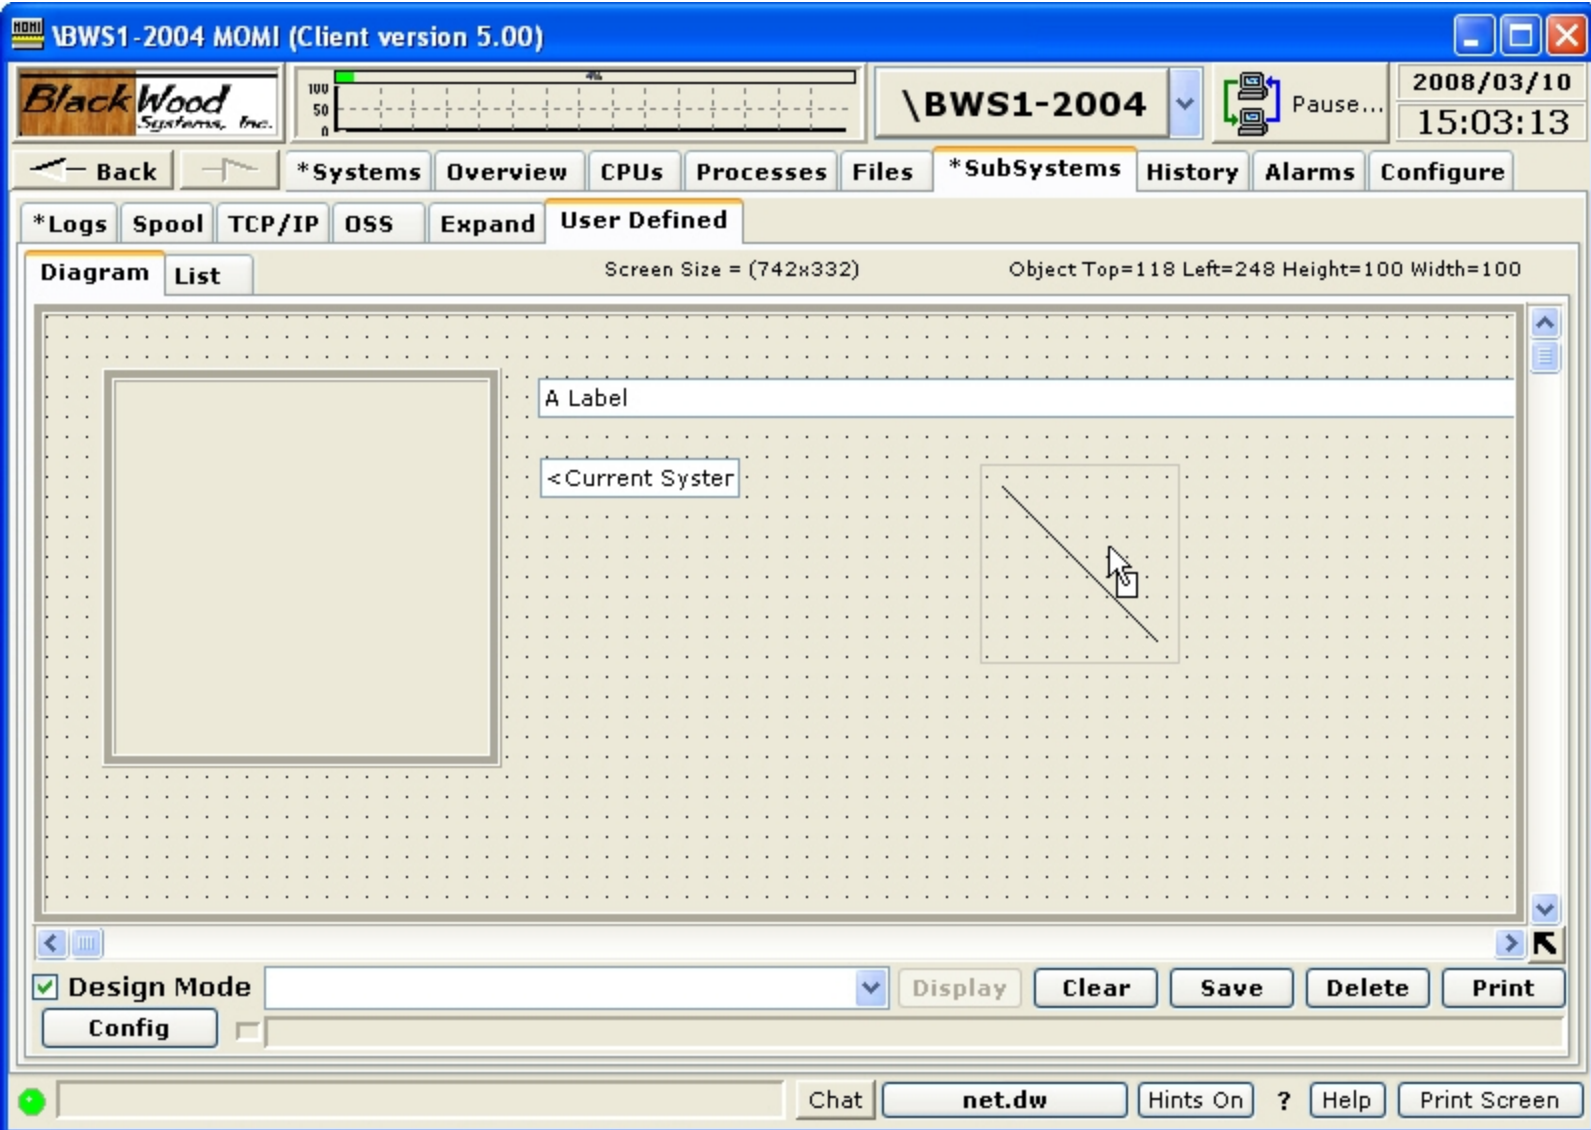 MOMI \BWS1-2004 MOMI (Client version 5.00)
BlackWood
Systems, Inc.
4%
100
50
0
\BWS1-2004
Pause...
2008/03/10
15:03:13
Back
*Systems Overview CPUs Processes Files *SubSystems History Alarms Configure
*Logs Spool TCP/IP OSS Expand User Defined
Diagram List Screen Size = (742x332) Object Top=118 Left=248 Height=100 Width=100
A Label
<Current Syster
Design Mode Display Clear Save Delete Print
Config
Chat net.dw Hints On ? Help Print Screen